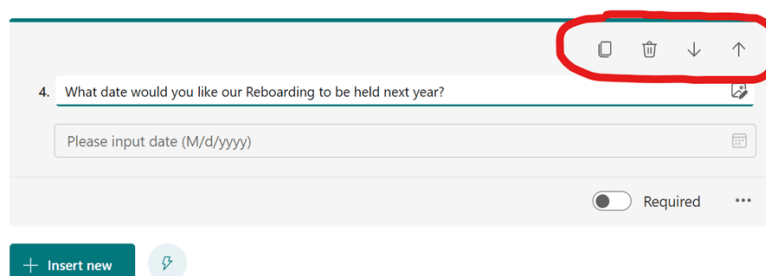 4. What date would you like our Reboarding to be held next year?
Please input date (M/d/yyyy)
Required
Insert new